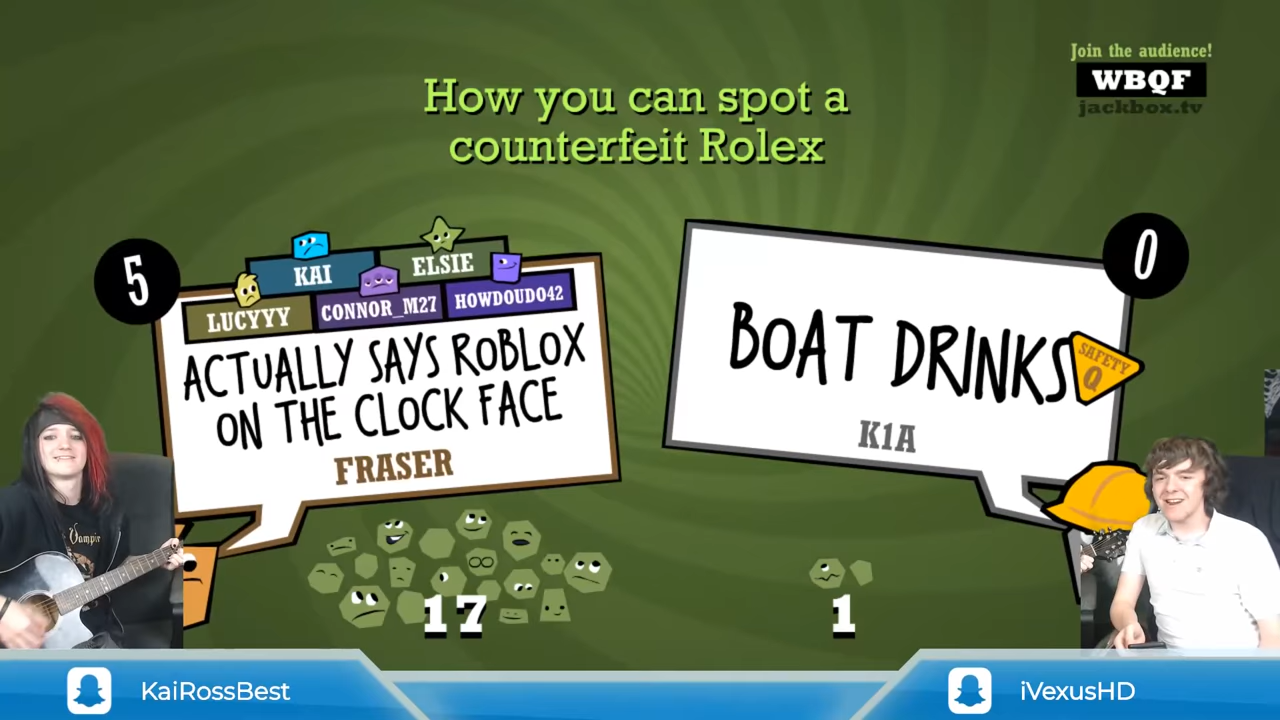 Join the audience!
WBQF
jackbox.tv
How you can spot a
counterfeit Rolex
5
0
KAI
ELSIE
LUCYYY
CONNOR_M27
HOWDOUDO42
ACTUALLY SAYS ROBLOX
ON THE CLOCK FACE
FRASER
BOAT DRINKS
SAFETY
Q
K1A
Vampire
17
1
KaiRossBest
iVexusHD